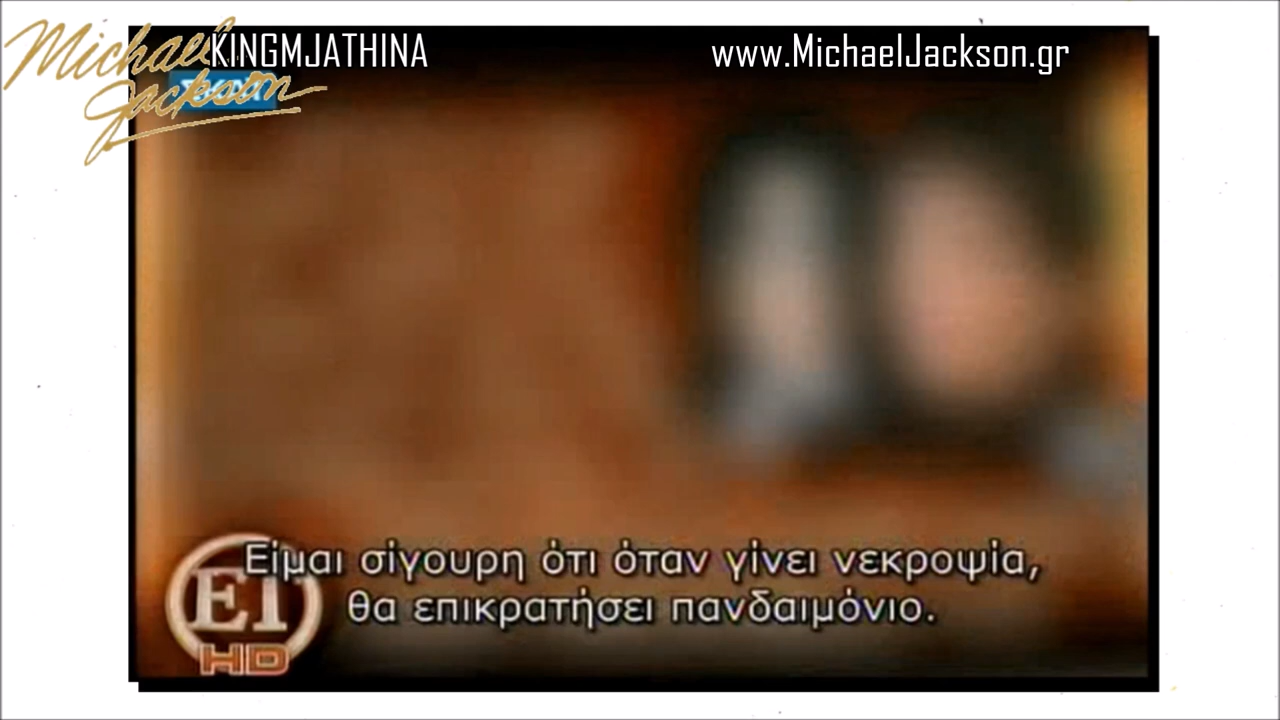 Michael
Jackson
KINGMJATHINA
www.MichaelJackson.gr
Είμαι σίγουρη ότι όταν γίνει νεκροψία,
θα επικρατήσει πανδαιμόνιο.
ET
HD